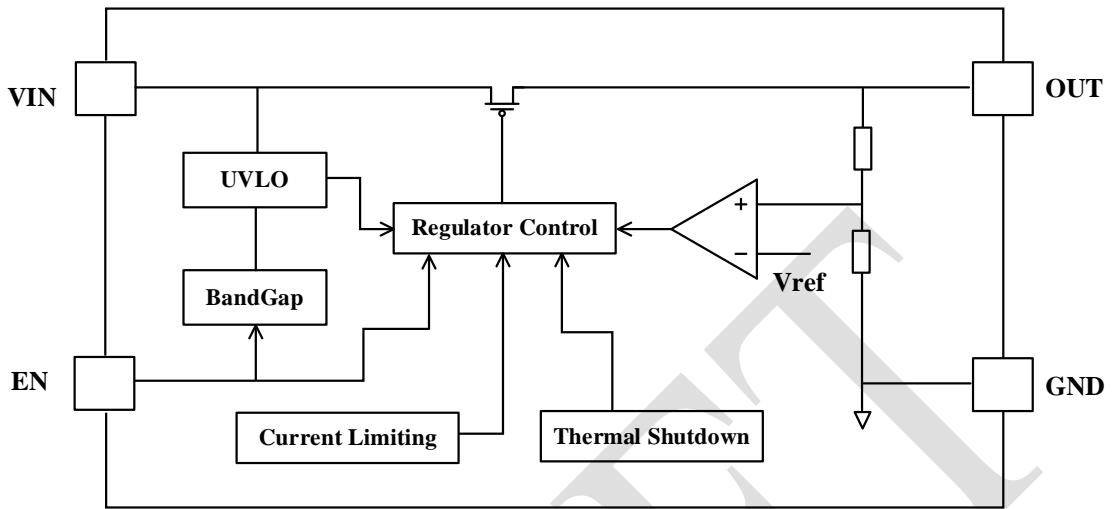 VIN
OUT
UVLO
+
Regulator Control
−
Vref
BandGap
EN
GND
Current Limiting
Thermal Shutdown